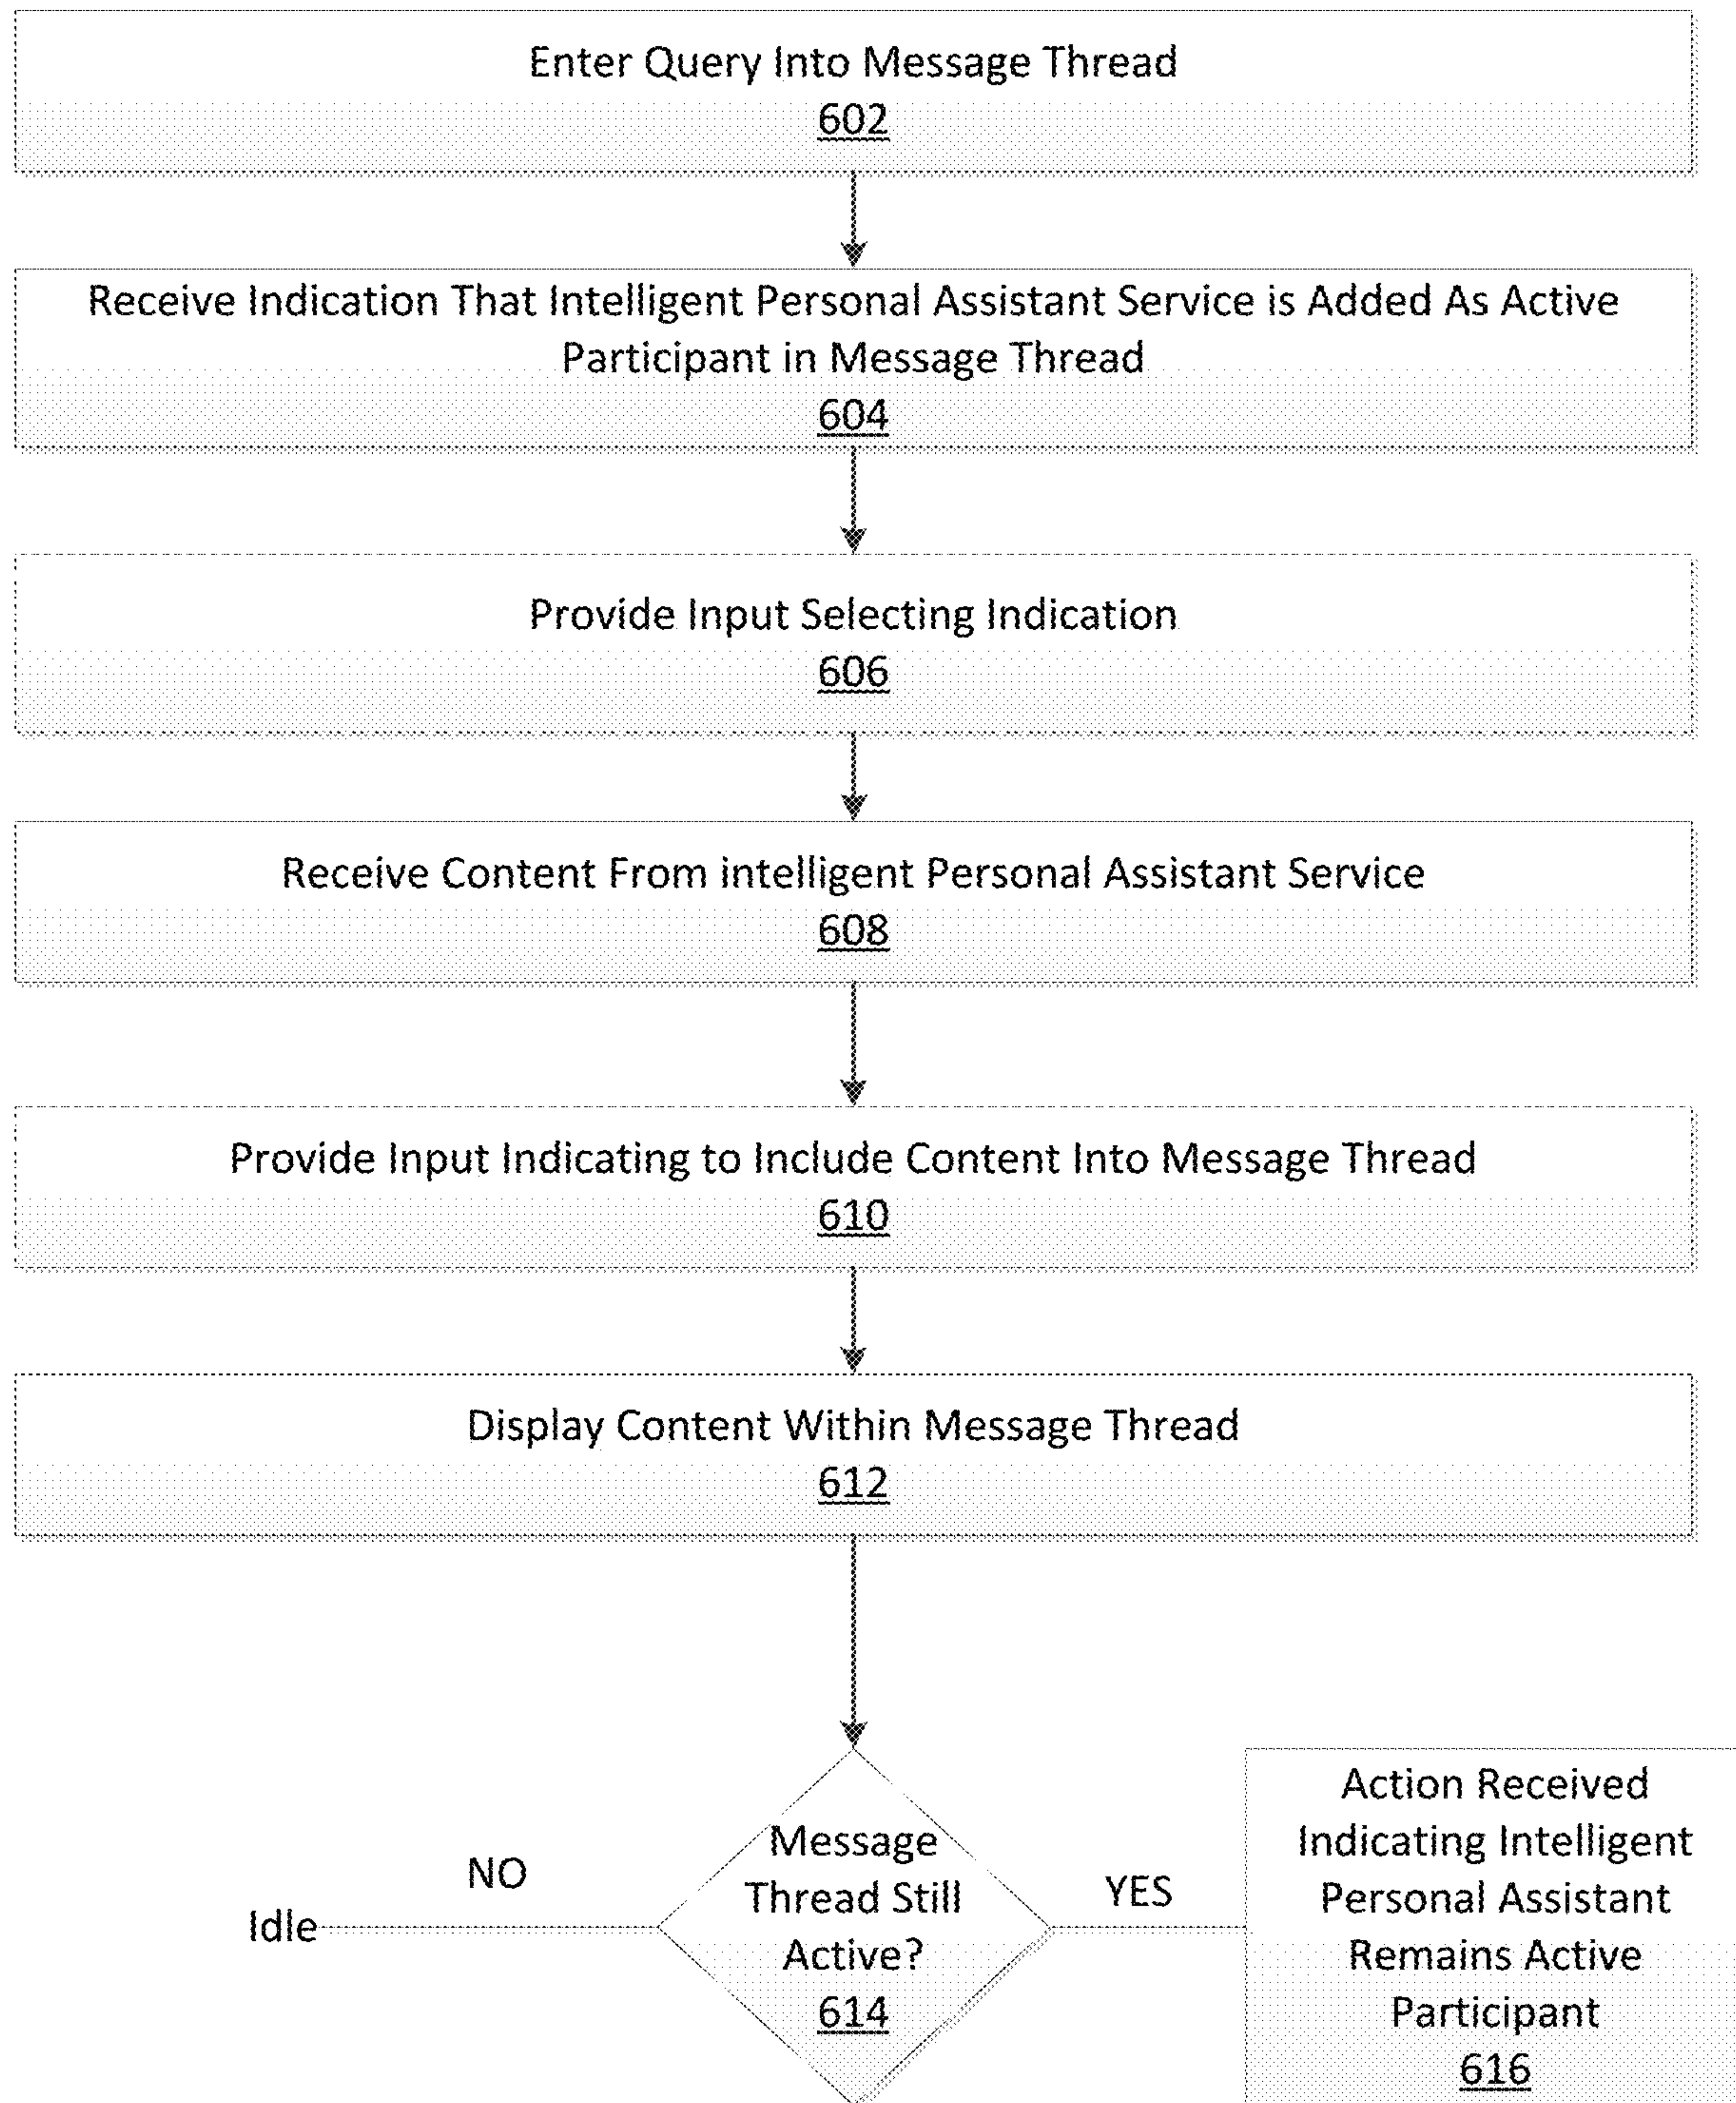 Enter Query Into Message Thread
602
Receive Indication That Intelligent Personal Assistant Service is Added As Active
Participant in Message Thread
604
Provide Input Selecting Indication
606
Receive Content From intelligent Personal Assistant Service
608
Provide Input Indicating to Include Content Into Message Thread
610
Display Content Within Message Thread
612
Idle
NO
Message
Thread Still
Active?
614
YES
Action Received
Indicating Intelligent
Personal Assistant
Remains Active
Participant
616